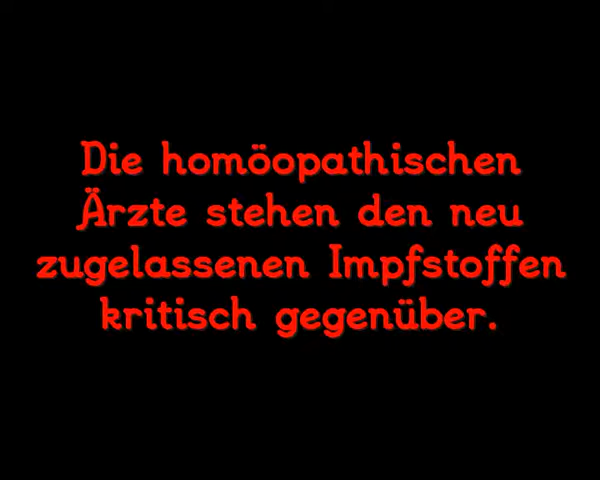 Die homöopathischen
Ärzte stehen den neu
zugelassenen Impfstoffen
kritisch gegenüber.